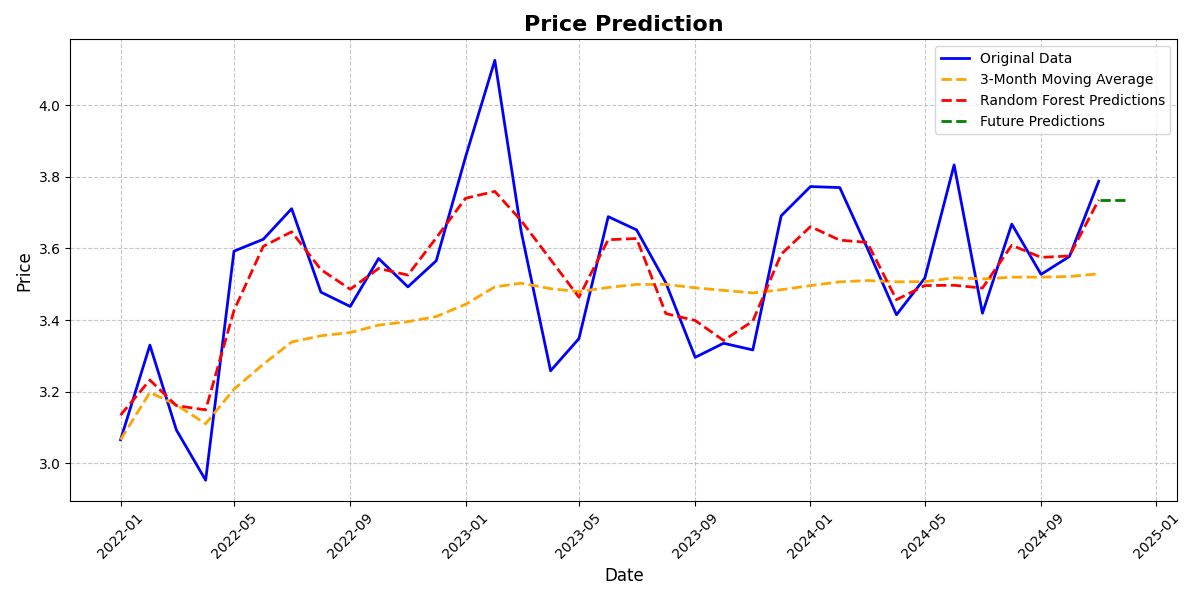 Price Prediction
Original Data
3-Month Moving Average
Random Forest Predictions
Future Predictions
Price
4.0
3.8
3.6
3.4
3.2
3.0
2022-01
2022-05
2022-09
2023-01
2023-05
2023-09
2024-01
2024-05
2024-09
2025-01
Date